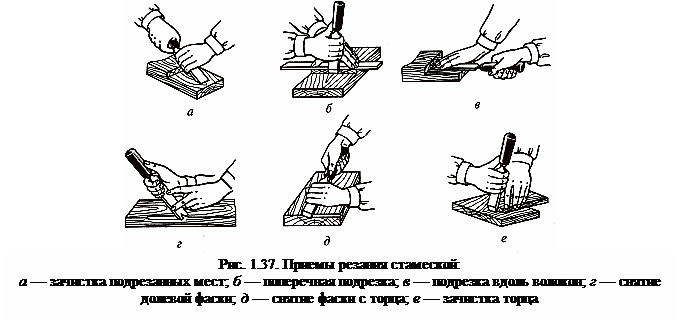 а
б
в
г
д
е
Рис. 1.37. Приемы резания стамеской:
а — зачистка подрезанных мест; б — поперечная подрезка; в — подрезка вдоль волокон; г — снятие
долевой фаски; д — снятие фаски с торца; е — зачистка торца